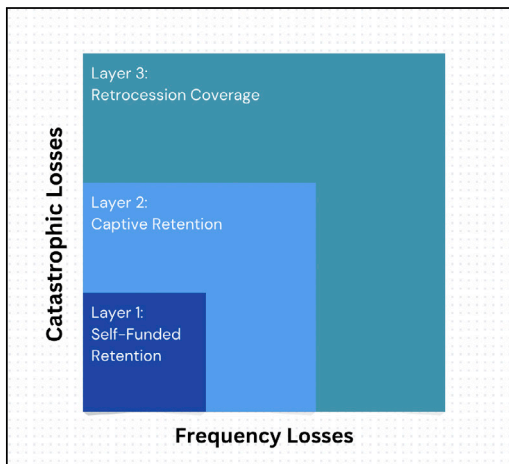 Layer 3:
Retrocession Coverage
Layer 2:
Captive Retention
Layer 1:
Self-Funded
Retention
Catastrophic Losses
Frequency Losses